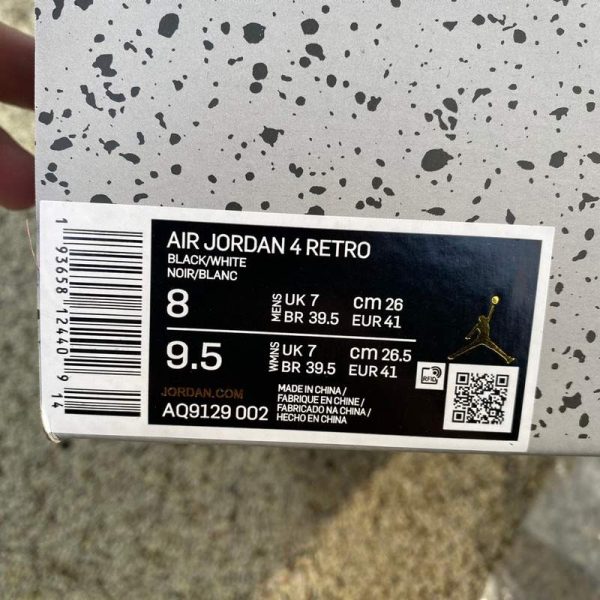 AIR JORDAN 4 RETRO
BLACK/WHITE
NOIR/BLANC
8 MENS UK 7 cm 26
BR 39.5 EUR 41
9.5 WMNS UK 7 cm 26.5
BR 39.5 EUR 41
JORDAN.COM
AQ9129 002
MADE IN CHINA /
FABRIQUE EN CHINE /
FABRICADO NA CHINA /
HECHO EN CHINA
RFID
1 93658 12440 9 14